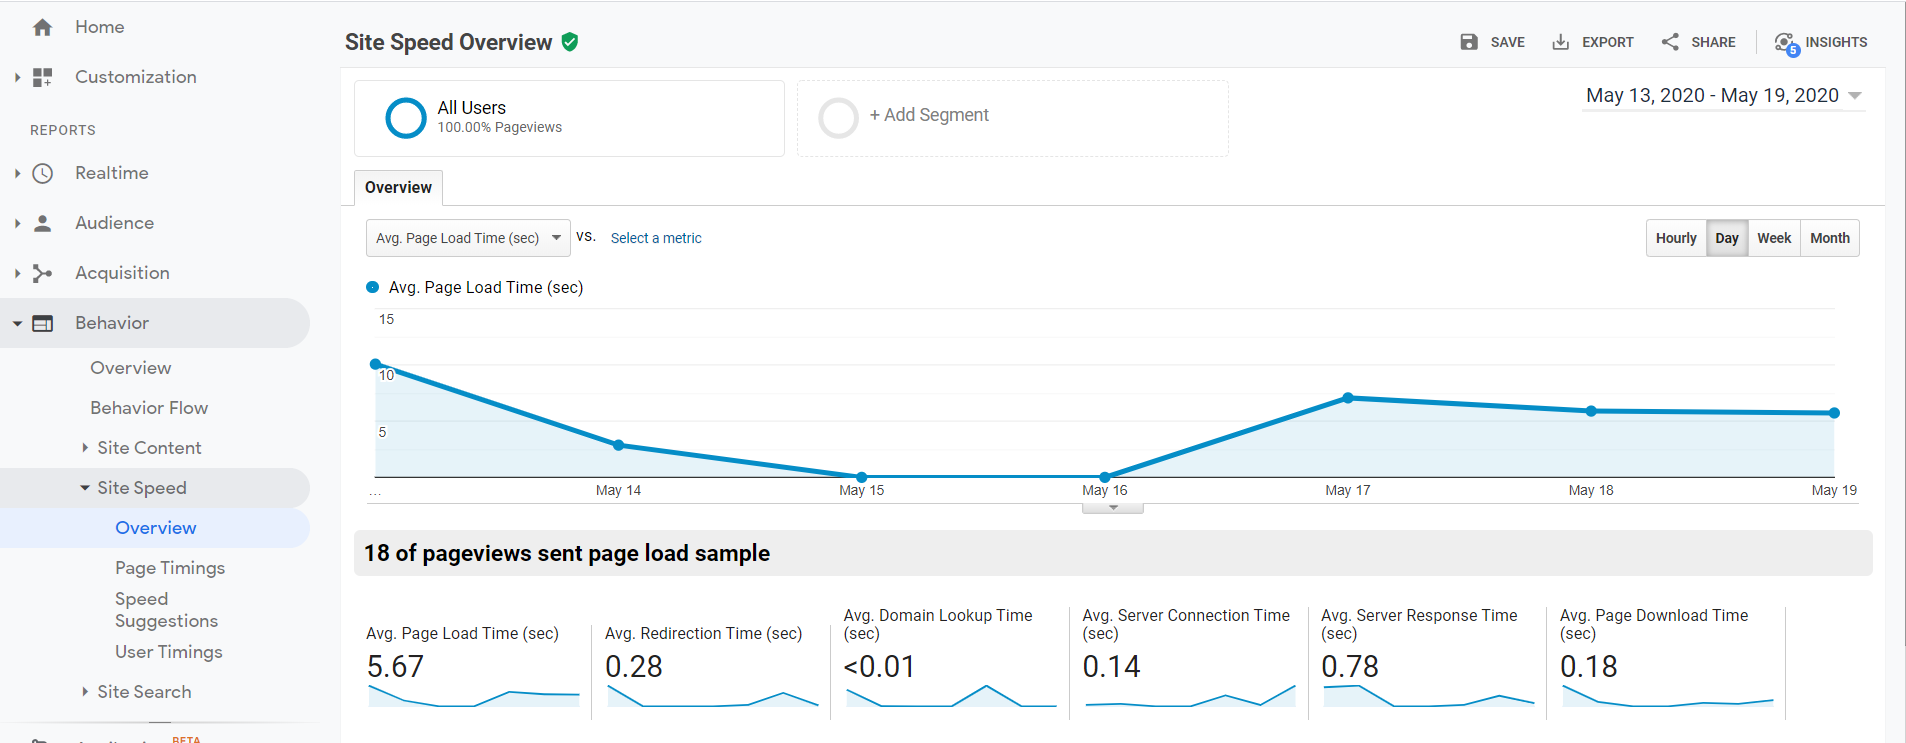 Home
Customization
REPORTS
Realtime
Audience
Acquisition
Behavior
Overview
Behavior Flow
Site Content
Site Speed
Overview
Page Timings
Speed
Suggestions
User Timings
Site Search
BETA
Site Speed Overview
SAVE
EXPORT
SHARE
5
INSIGHTS
All Users
100.00% Pageviews
+ Add Segment
May 13, 2020 - May 19, 2020
Overview
Avg. Page Load Time (sec)
VS.
Select a metric
Hourly
Day
Week
Month
Avg. Page Load Time (sec)
15
10
5
...
May 14
May 15
May 16
May 17
May 18
May 19
18 of pageviews sent page load sample
Avg. Page Load Time (sec)
5.67
Avg. Redirection Time (sec)
0.28
Avg. Domain Lookup Time
(sec)
<0.01
Avg. Server Connection Time
(sec)
0.14
Avg. Server Response Time
(sec)
0.78
Avg. Page Download Time
(sec)
0.18